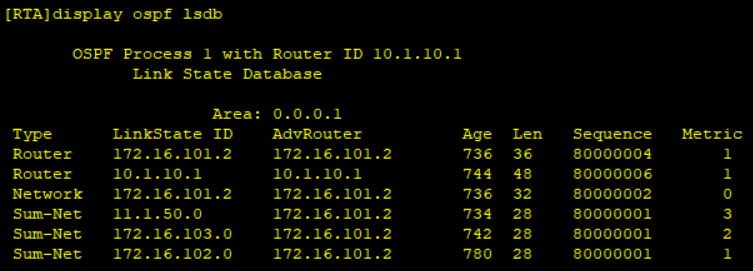 [RTA]display ospf lsdb
OSPF Process 1 with Router ID 10.1.10.1
Link State Database
Area: 0.0.0.1
Type LinkState ID AdvRouter Age Len Sequence Metric
Router 172.16.101.2 172.16.101.2 736 36 80000004 1
Router 10.1.10.1 10.1.10.1 744 48 80000006 1
Network 172.16.101.2 172.16.101.2 736 32 80000002 0
Sum-Net 11.1.50.0 172.16.101.2 734 28 80000001 3
Sum-Net 172.16.103.0 172.16.101.2 742 28 80000001 2
Sum-Net 172.16.102.0 172.16.101.2 780 28 80000001 1